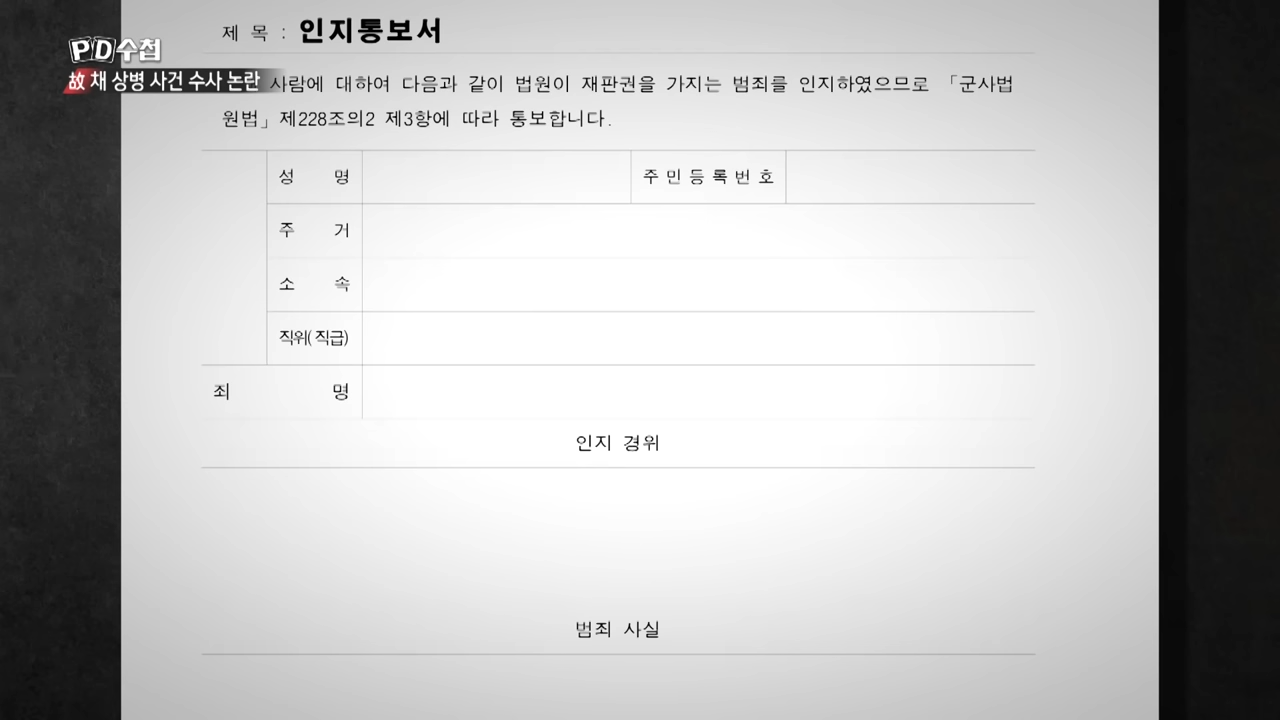 제 목 : 인지통보서
PD수첩
故 채 상병 사건 수사 논란
사람에 대하여 다음과 같이 법원이 재판권을 가지는 범죄를 인지하였으므로 「군사법
원법」제228조의2 제3항에 따라 통보합니다.
성 명 주 민 등 록 번 호
주 거
소 속
직위( 직급)
죄 명
인지 경위
범죄 사실